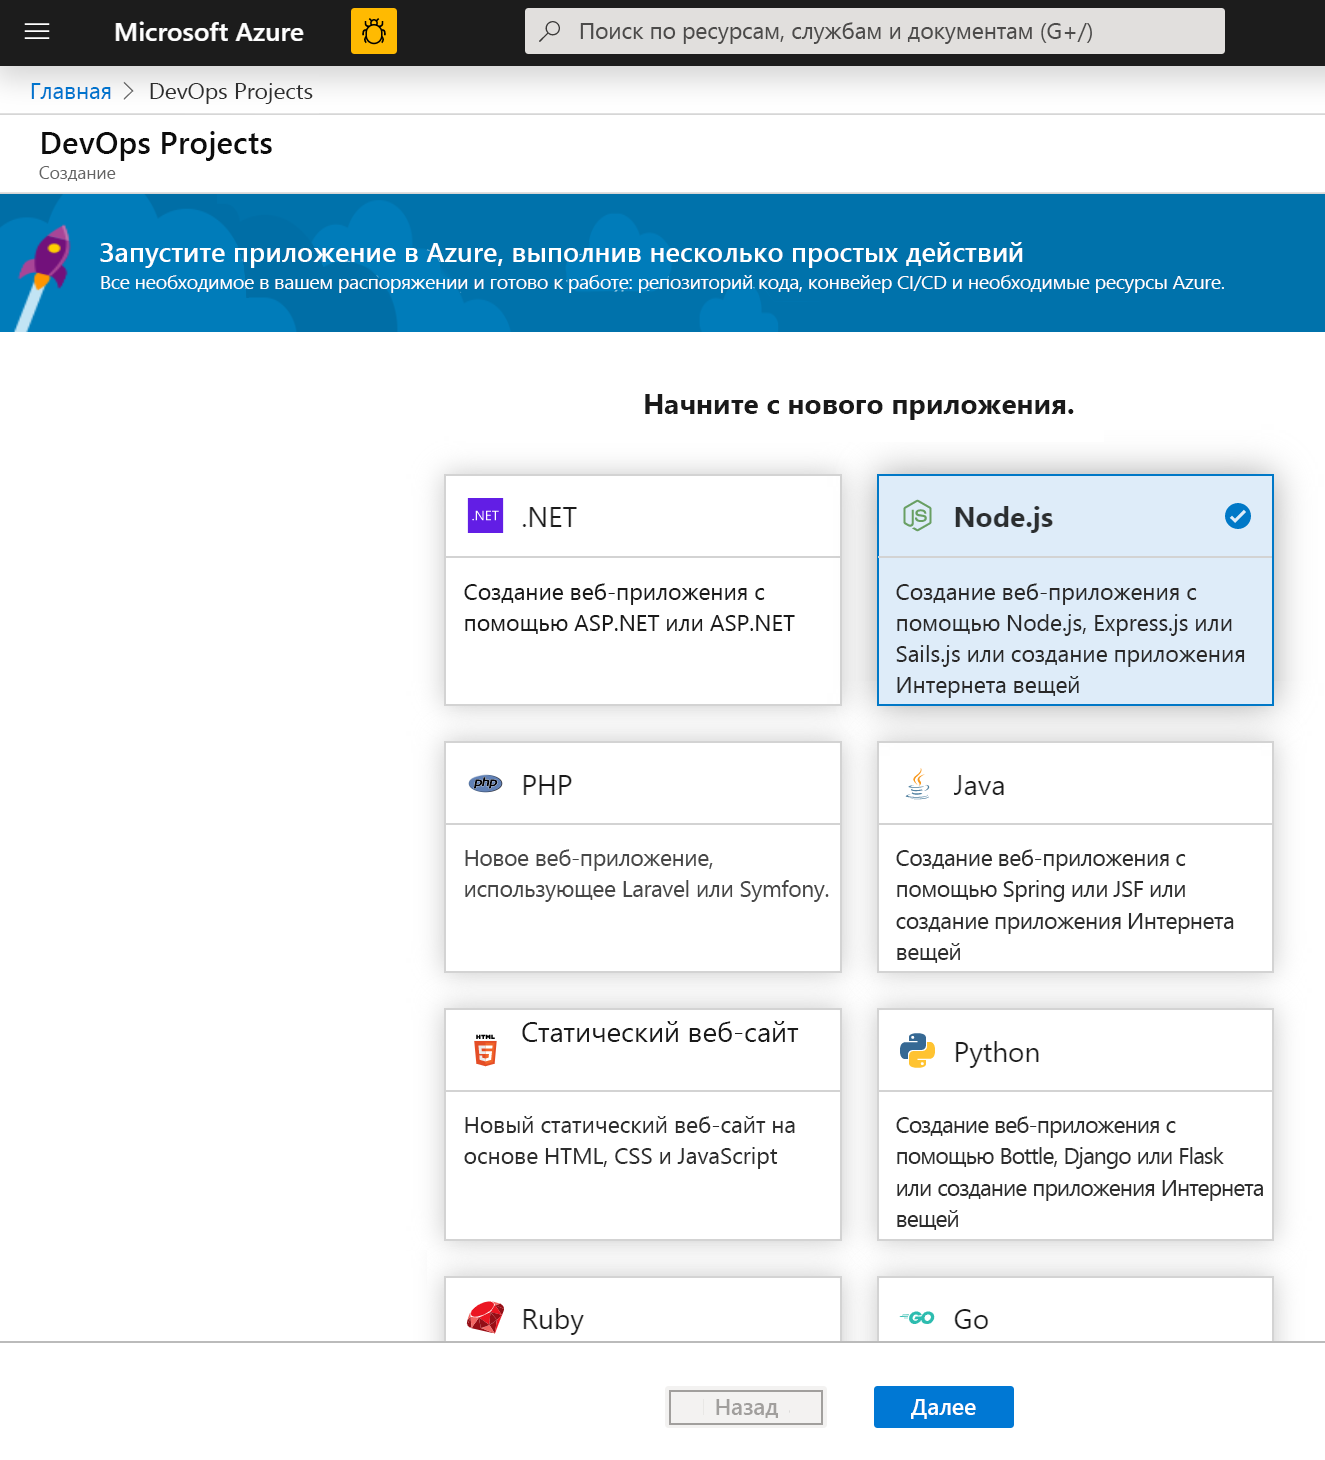 Microsoft Azure
Поиск по ресурсам, службам и документам (G+/)
Главная > DevOps Projects
DevOps Projects
Создание
Запустите приложение в Azure, выполнив несколько простых действий
Все необходимое в вашем распоряжении и готово к работе: репозиторий кода, конвейер CI/CD и необходимые ресурсы Azure.
Начните с нового приложения.
.NET
.NET
Создание веб-приложения с
помощью ASP.NET или ASP.NET
JS
Node.js
Создание веб-приложения с
помощью Node.js, Express.js или
Sails.js или создание приложения
Интернета вещей
php
PHP
Новое веб-приложение,
использующее Laravel или Symfony.
Java
Создание веб-приложения с
помощью Spring или JSF или
создание приложения Интернета
вещей
HTML
5
Статический веб-сайт
Новый статический веб-сайт на
основе HTML, CSS и JavaScript
Python
Создание веб-приложения с
помощью Bottle, Django или Flask
или создание приложения Интернета
вещей
Ruby
GO
Go
Назад
Далее